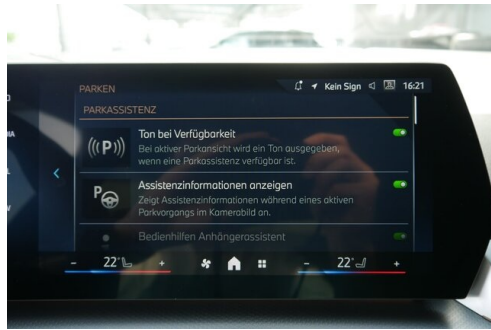 PARKEN
Kein Sign 16:21
PARKASSISTENZ
Ton bei Verfügbarkeit
Bei aktiver Parkansicht wird ein Ton ausgegeben,
wenn eine Parkassistenz verfügbar ist.
((( P )))
Assistenzinformationen anzeigen
Zeigt Assistenzinformationen während eines aktiven
Parkvorgangs im Kamerabild an.
P
Bedienhilfen Anhängerassistent
- 22° + - 22° +